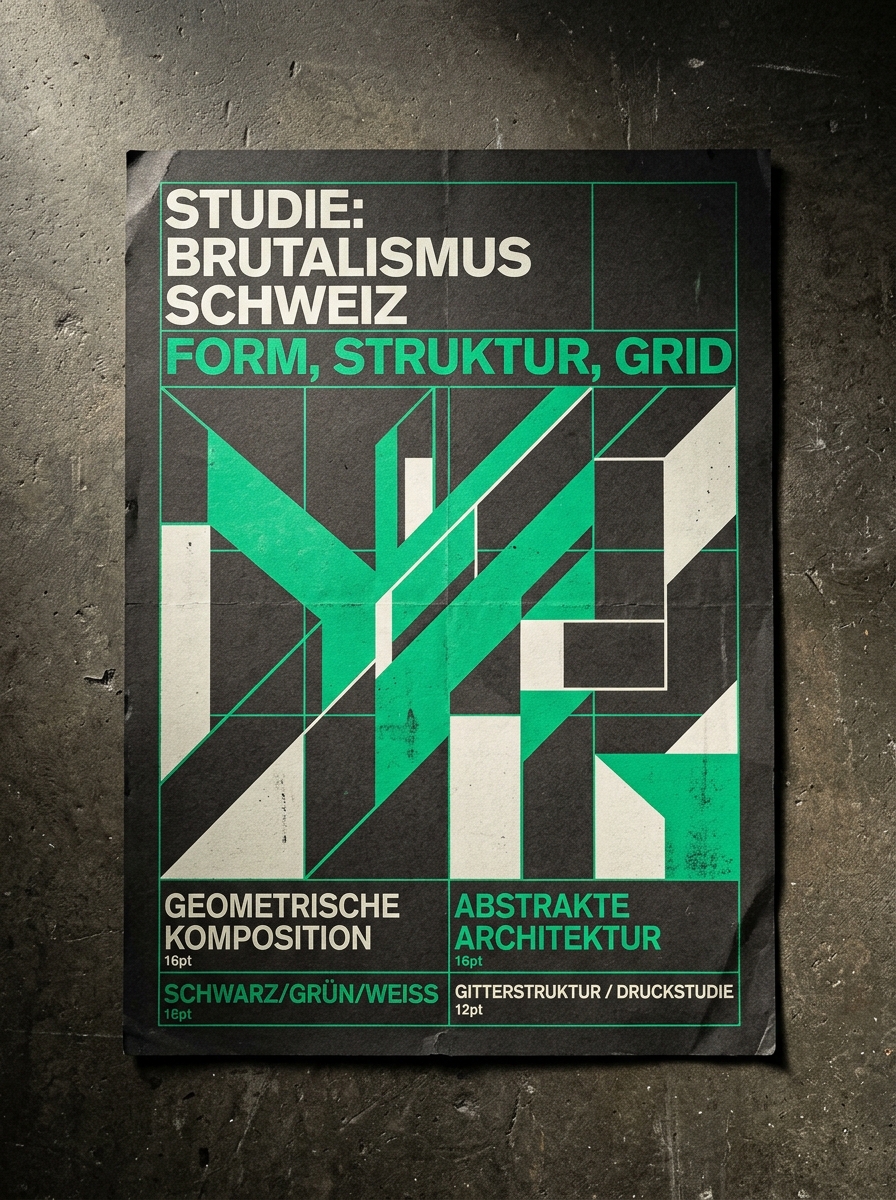 STUDIE:
BRUTALISMUS
SCHWEIZ
FORM, STRUKTUR, GRID
GEOMETRISCHE
KOMPOSITION
16pt
ABSTRAKTE
ARCHITEKTUR
16pt
SCHWARZ/GRÜN/WEISS
16pt
GITTERSTRUKTUR / DRUCKSTUDIE
12pt